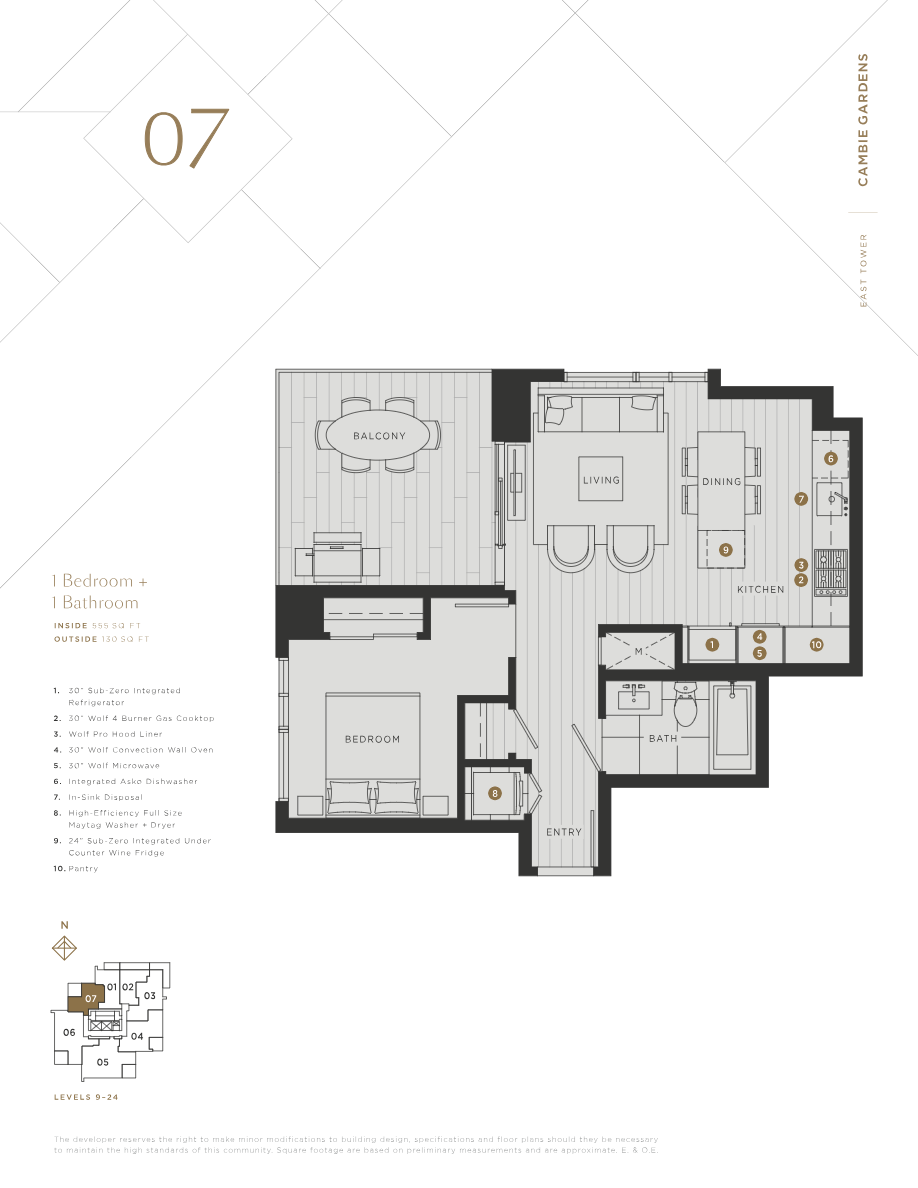 07
CAMBIE GARDENS
EAST TOWER
BALCONY
LIVING
DINING
6
7
9
3
2
KITCHEN
1
4
5
10
M
BEDROOM
BATH
8
ENTRY
1 Bedroom +
1 Bathroom
INSIDE 555 SQ FT
OUTSIDE 130 SQ FT
1. 30" Sub-Zero Integrated
Refrigerator
2. 30" Wolf 4 Burner Gas Cooktop
3. Wolf Pro Hood Liner
4. 30" Wolf Convection Wall Oven
5. 30" Wolf Microwave
6. Integrated Asko Dishwasher
7. In-Sink Disposal
8. High-Efficiency Full Size
Maytag Washer + Dryer
9. 24" Sub-Zero Integrated Under
Counter Wine Fridge
10. Pantry
N
01
02
03
07
06
04
05
LEVELS 9–24
The developer reserves the right to make minor modifications to building design, specifications and floor plans should they be necessary
to maintain the high standards of this community. Square footage are based on preliminary measurements and are approximate. E. & O.E.